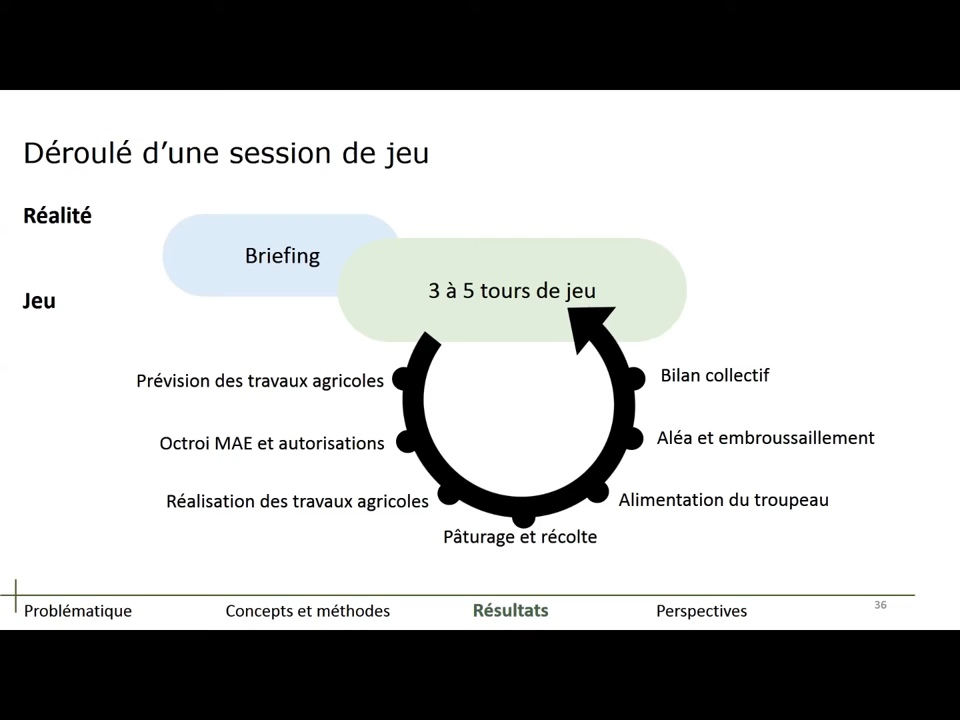 Déroulé d’une session de jeu
Réalité
Briefing
3 à 5 tours de jeu
Jeu
Prévision des travaux agricoles
Octroi MAE et autorisations
Réalisation des travaux agricoles
Pâturage et récolte
Alimentation du troupeau
Aléa et embroussaillement
Bilan collectif
Problématique
Concepts et méthodes
Résultats
Perspectives
36